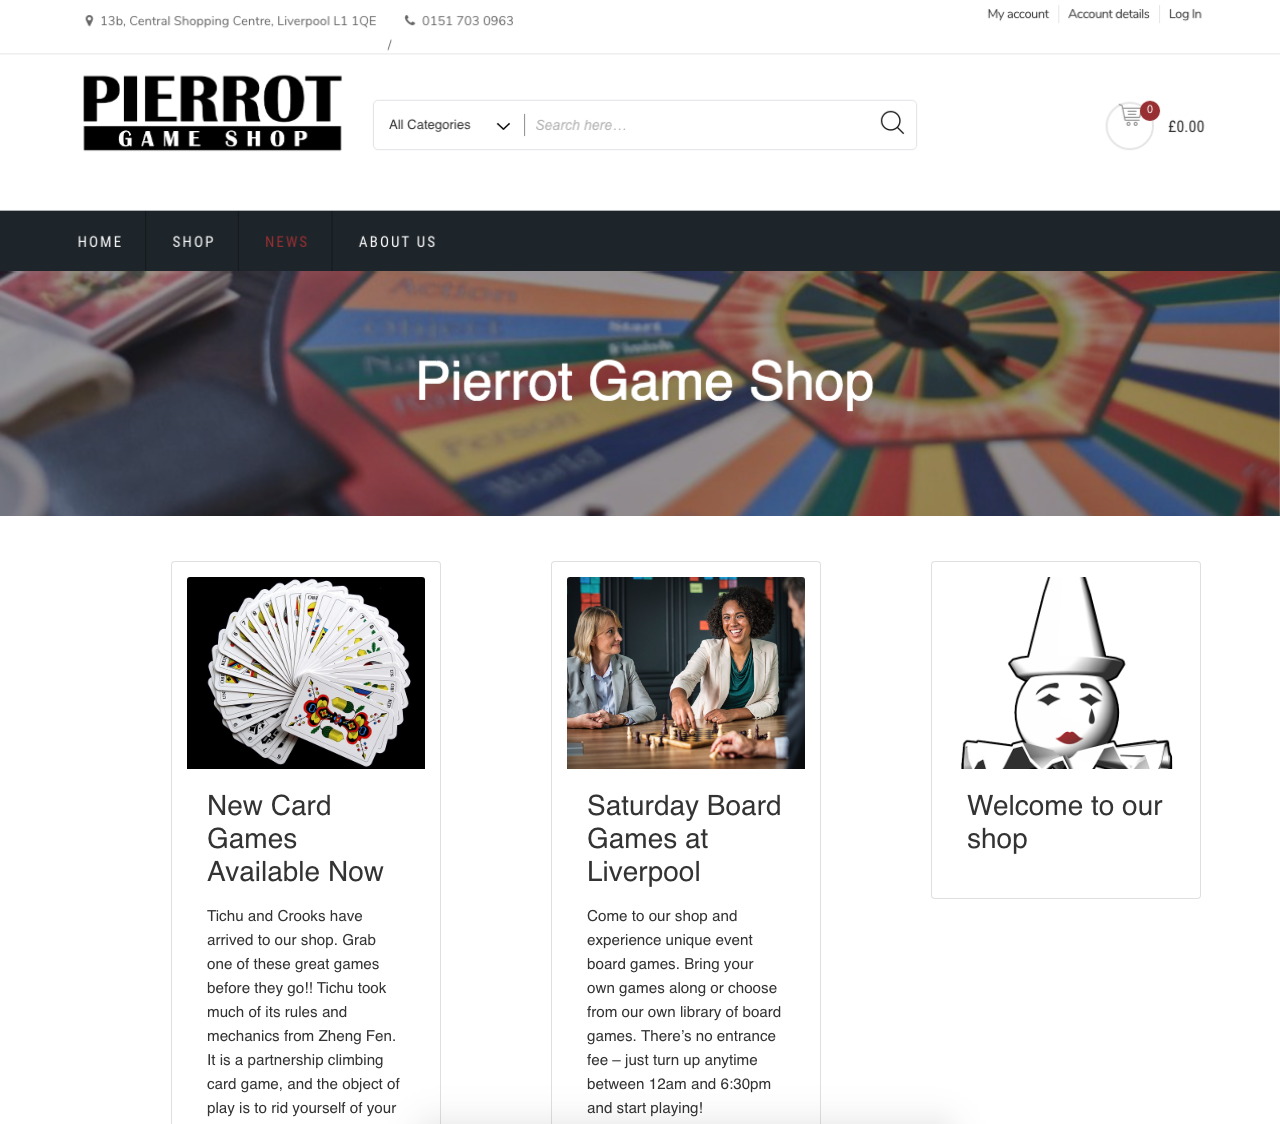 13b, Central Shopping Centre, Liverpool L1 1QE
0151 703 0963
/
My account
Account details
Log In
PIERROT
GAME SHOP
All Categories
Search here...
0
£0.00
HOME
SHOP
NEWS
ABOUT US
Action
Object
Nature
Start
Person
World
Pierrot Game Shop
New Card
Games
Available Now
Tichu and Crooks have
arrived to our shop. Grab
one of these great games
before they go!! Tichu took
much of its rules and
mechanics from Zheng Fen.
It is a partnership climbing
card game, and the object of
play is to rid yourself of your
Saturday Board
Games at
Liverpool
Come to our shop and
experience unique event
board games. Bring your
own games along or choose
from our own library of board
games. There’s no entrance
fee – just turn up anytime
between 12am and 6:30pm
and start playing!
Welcome to our
shop